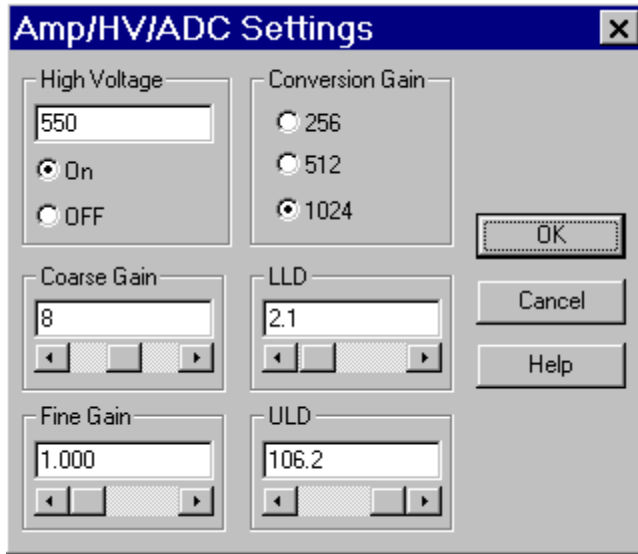 Amp/HV/ADC Settings
High Voltage
550
On
OFF
Conversion Gain
256
512
1024
Coarse Gain
8
LLD
2.1
Fine Gain
1.000
ULD
106.2
OK
Cancel
Help